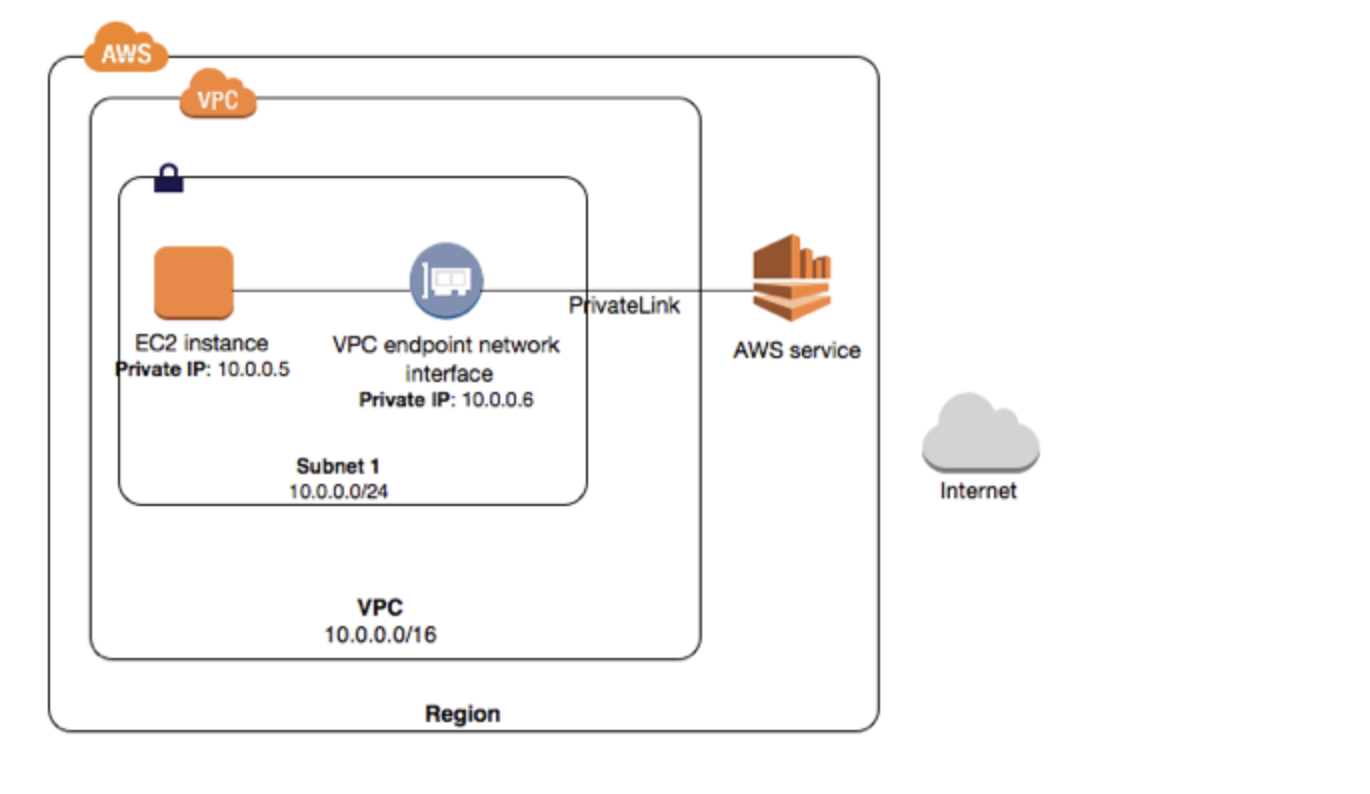 AWS
VPC
PrivateLink
EC2 instance
Private IP: 10.0.0.5
VPC endpoint network
interface
Private IP: 10.0.0.6
AWS service
Subnet 1
10.0.0.0/24
Internet
VPC
10.0.0.0/16
Region